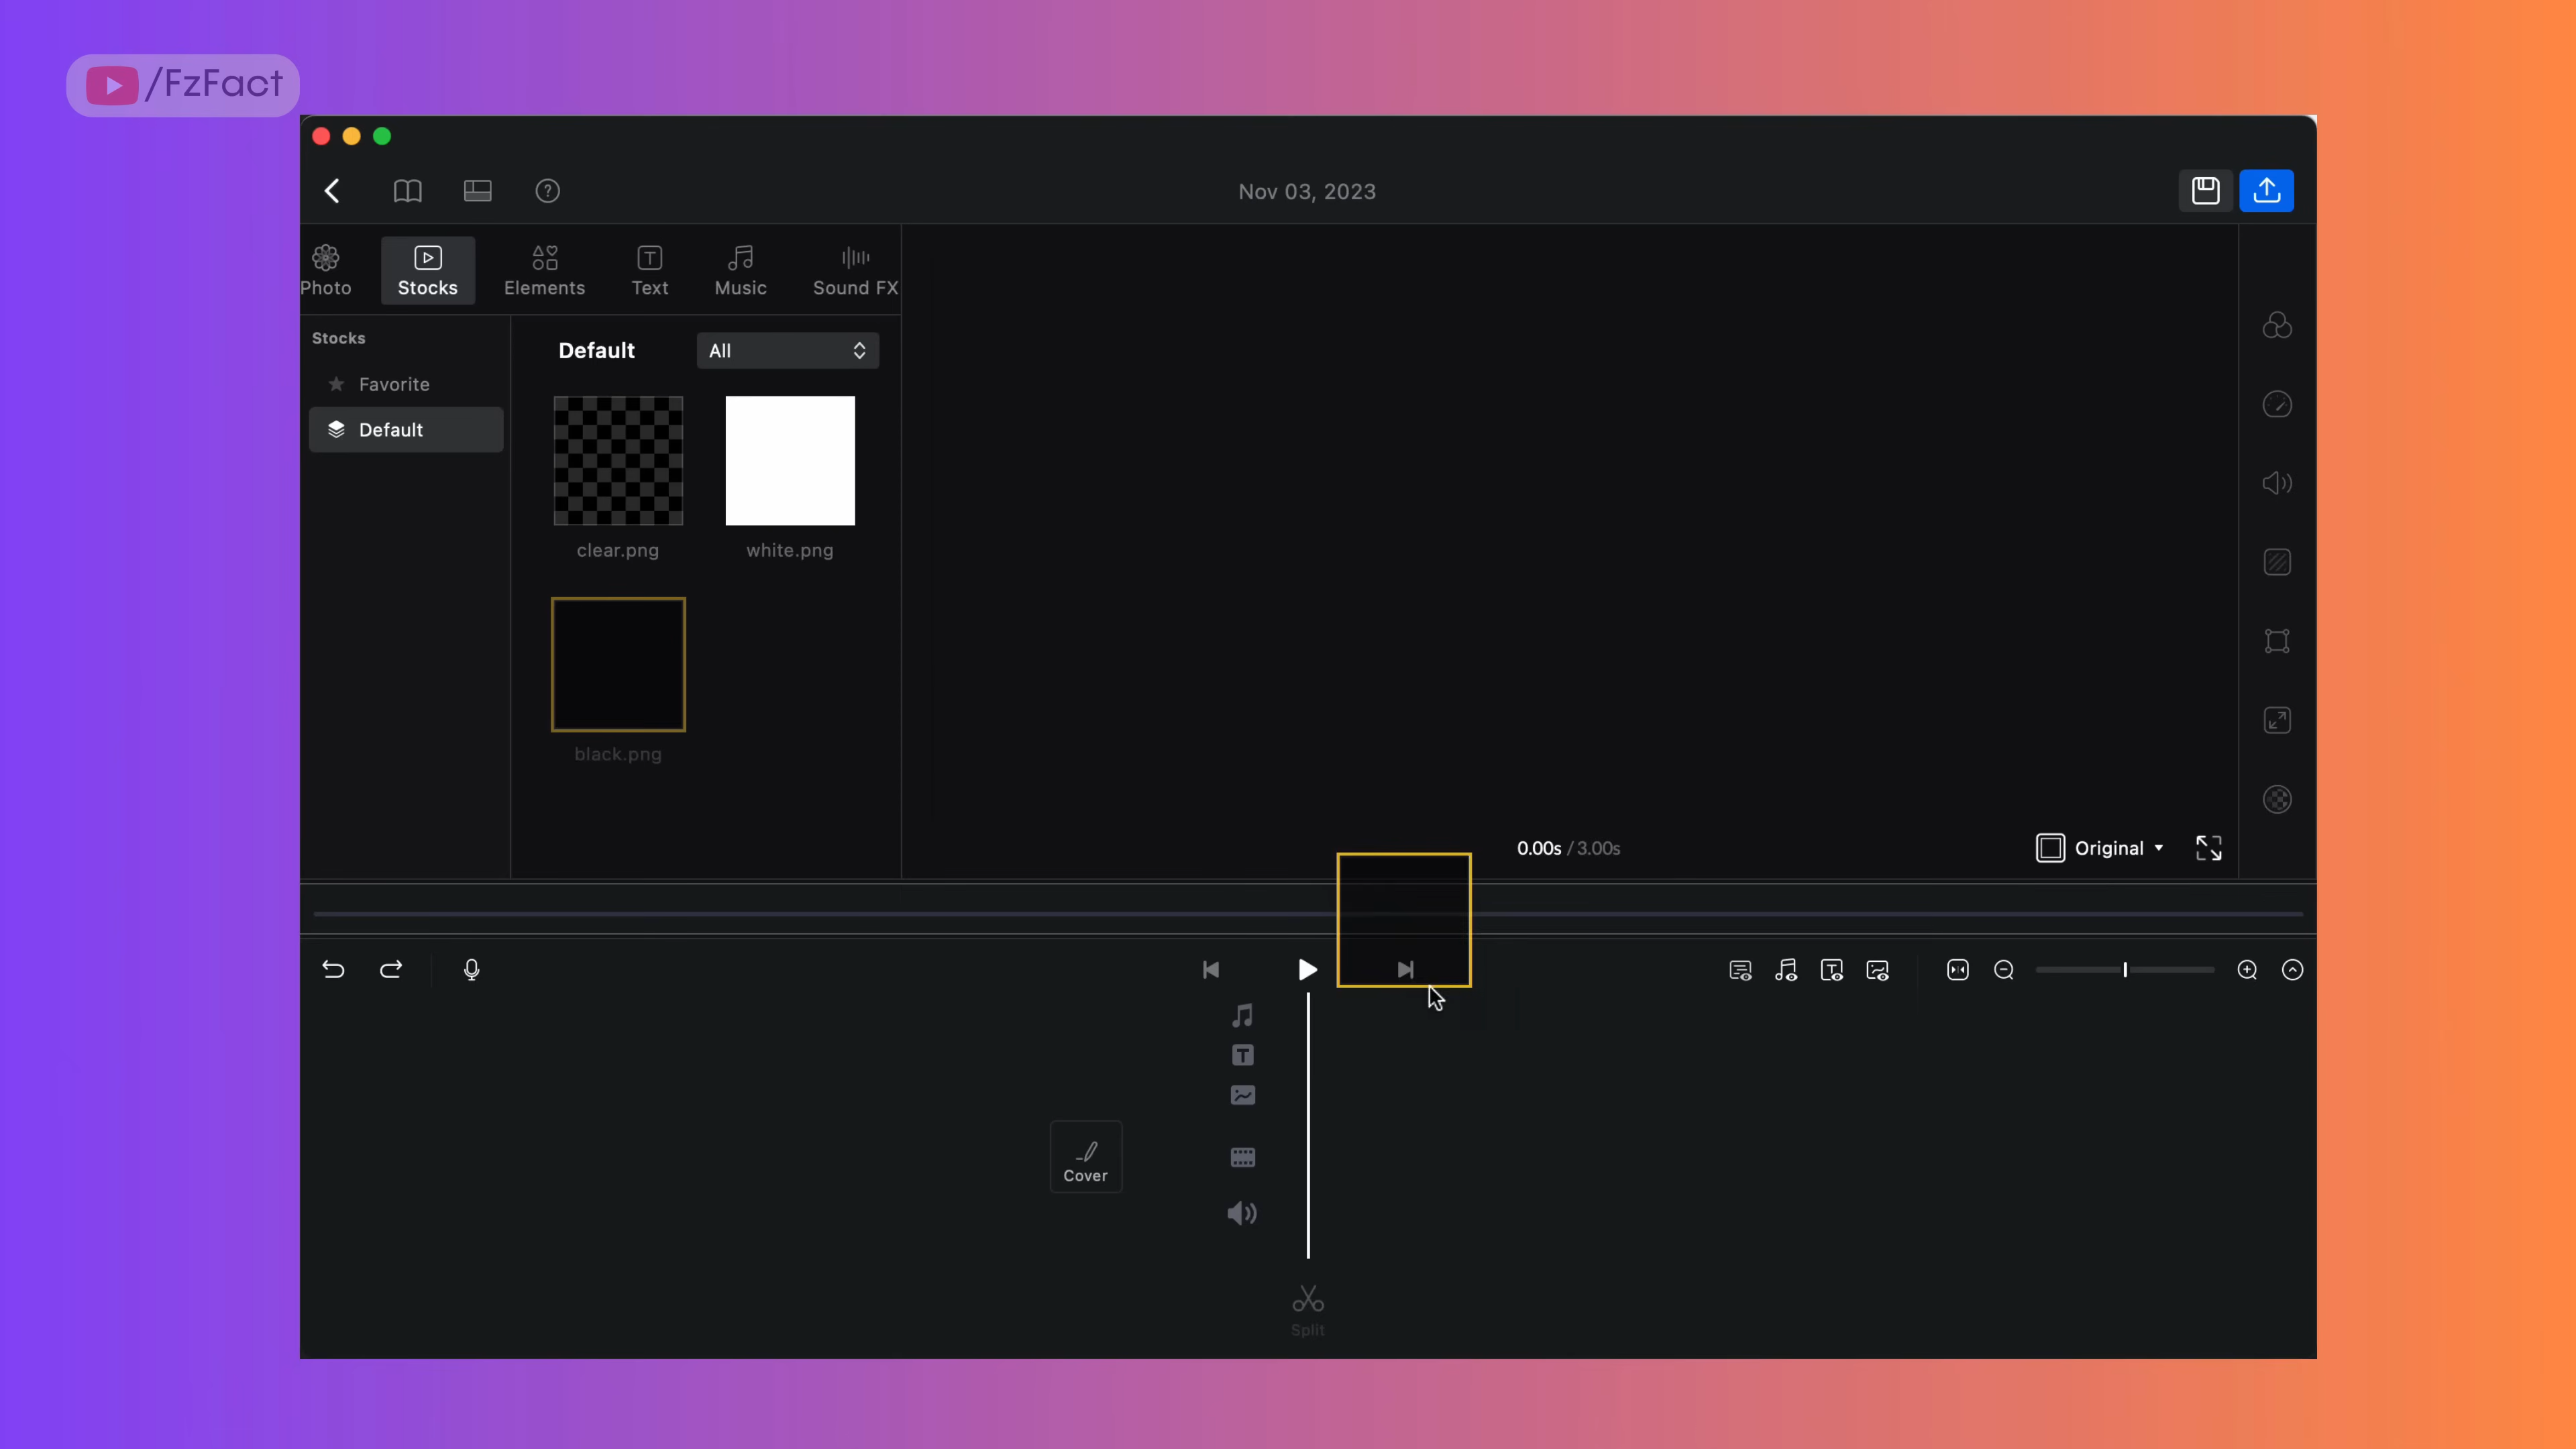 /FzFact
Nov 03, 2023
Photo
Stocks
Elements
Text
Music
Sound FX
Stocks
Favorite
Default
Default
All
clear.png
white.png
black.png
0.00s / 3.00s
Original
Cover
Split